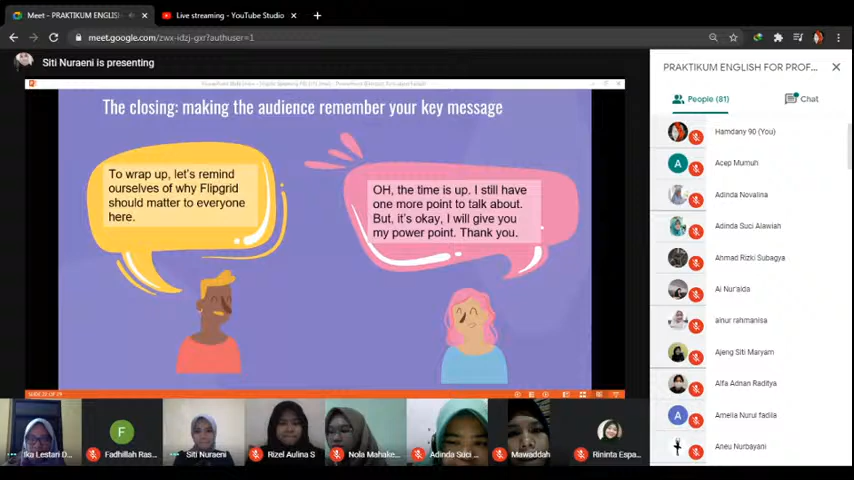 Meet - PRAKTIKUM ENGLISH
Live streaming - YouTube Studio
meet.google.com/zwx-idzj-gxr?authuser=1
Siti Nuraeni is presenting
The closing: making the audience remember your key message
To wrap up, let's remind
ourselves of why Flipgrid
should matter to everyone
here.
OH, the time is up. I still have
one more point to talk about.
But, it's okay, I will give you
my power point. Thank you.
PRAKTIKUM ENGLISH FOR PROF...
People (81)
Chat
Hamdany 90 (You)
A
Acep Mumuh
Adinda Novalina
Adinda Suci Alawiah
Ahmad Rizki Subagya
Ai Nur'aida
ainur rahmanisa
Ajeng Siti Maryam
Alfa Adnan Raditya
A
Amelia Nurul fadila
Aneu Nurbayani
Ika Lestari D...
F
Fadhillah Ras...
Siti Nuraeni
Rizel Aulina S
Nola Mahake...
Adinda Suci ...
Mawaddah
Rininta Espa...